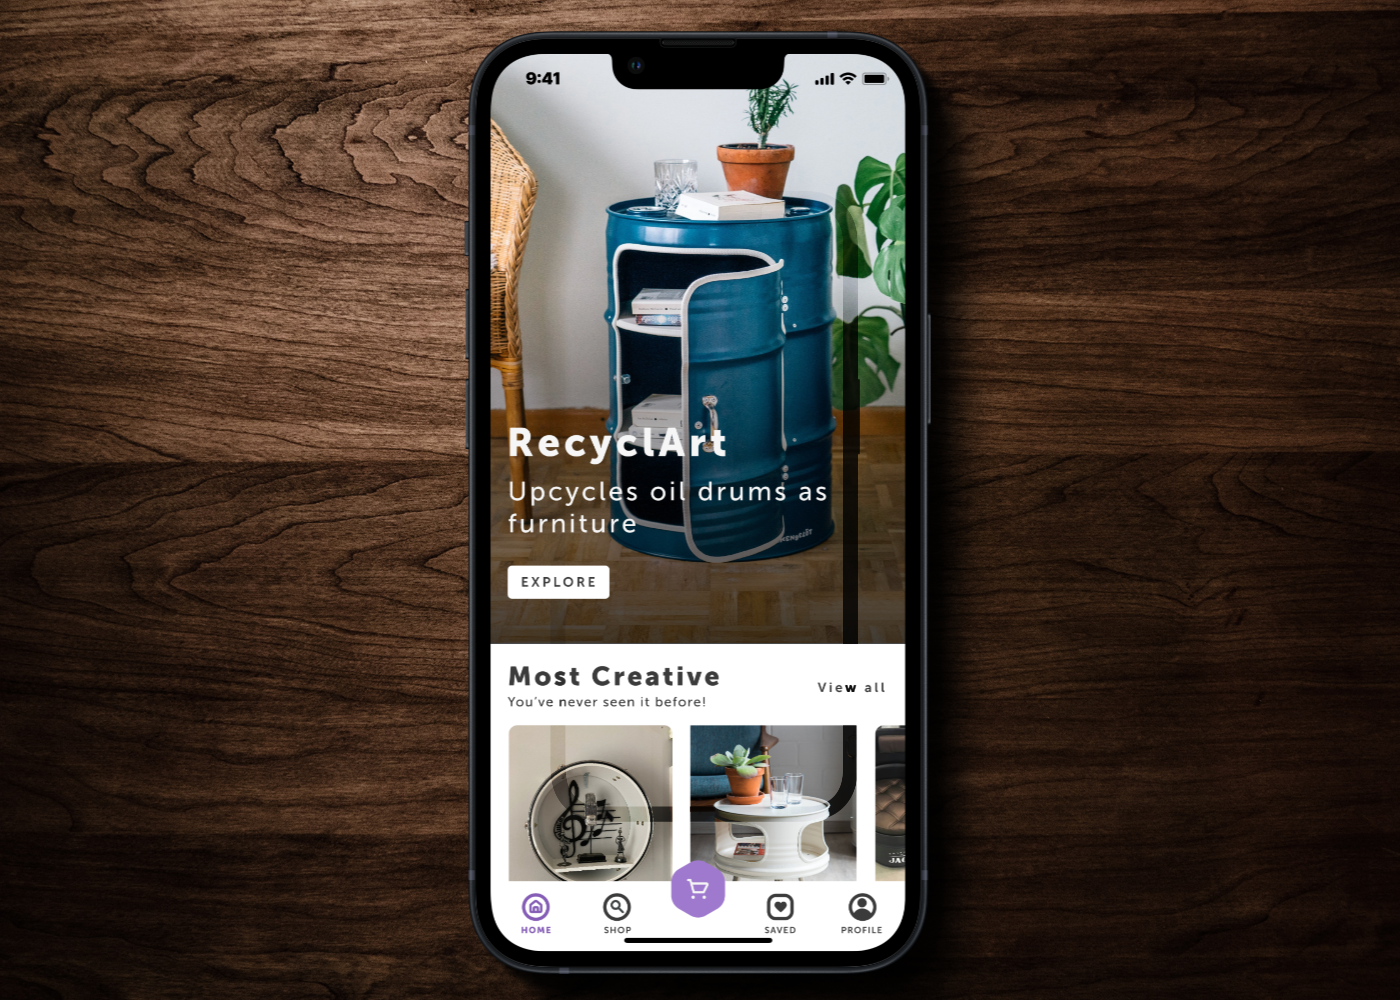 9:41
RecyclArt
Upcycles oil drums as
furniture
EXPLORE
Most Creative
You've never seen it before!
View all
JAC
HOME
SHOP
SAVED
PROFILE